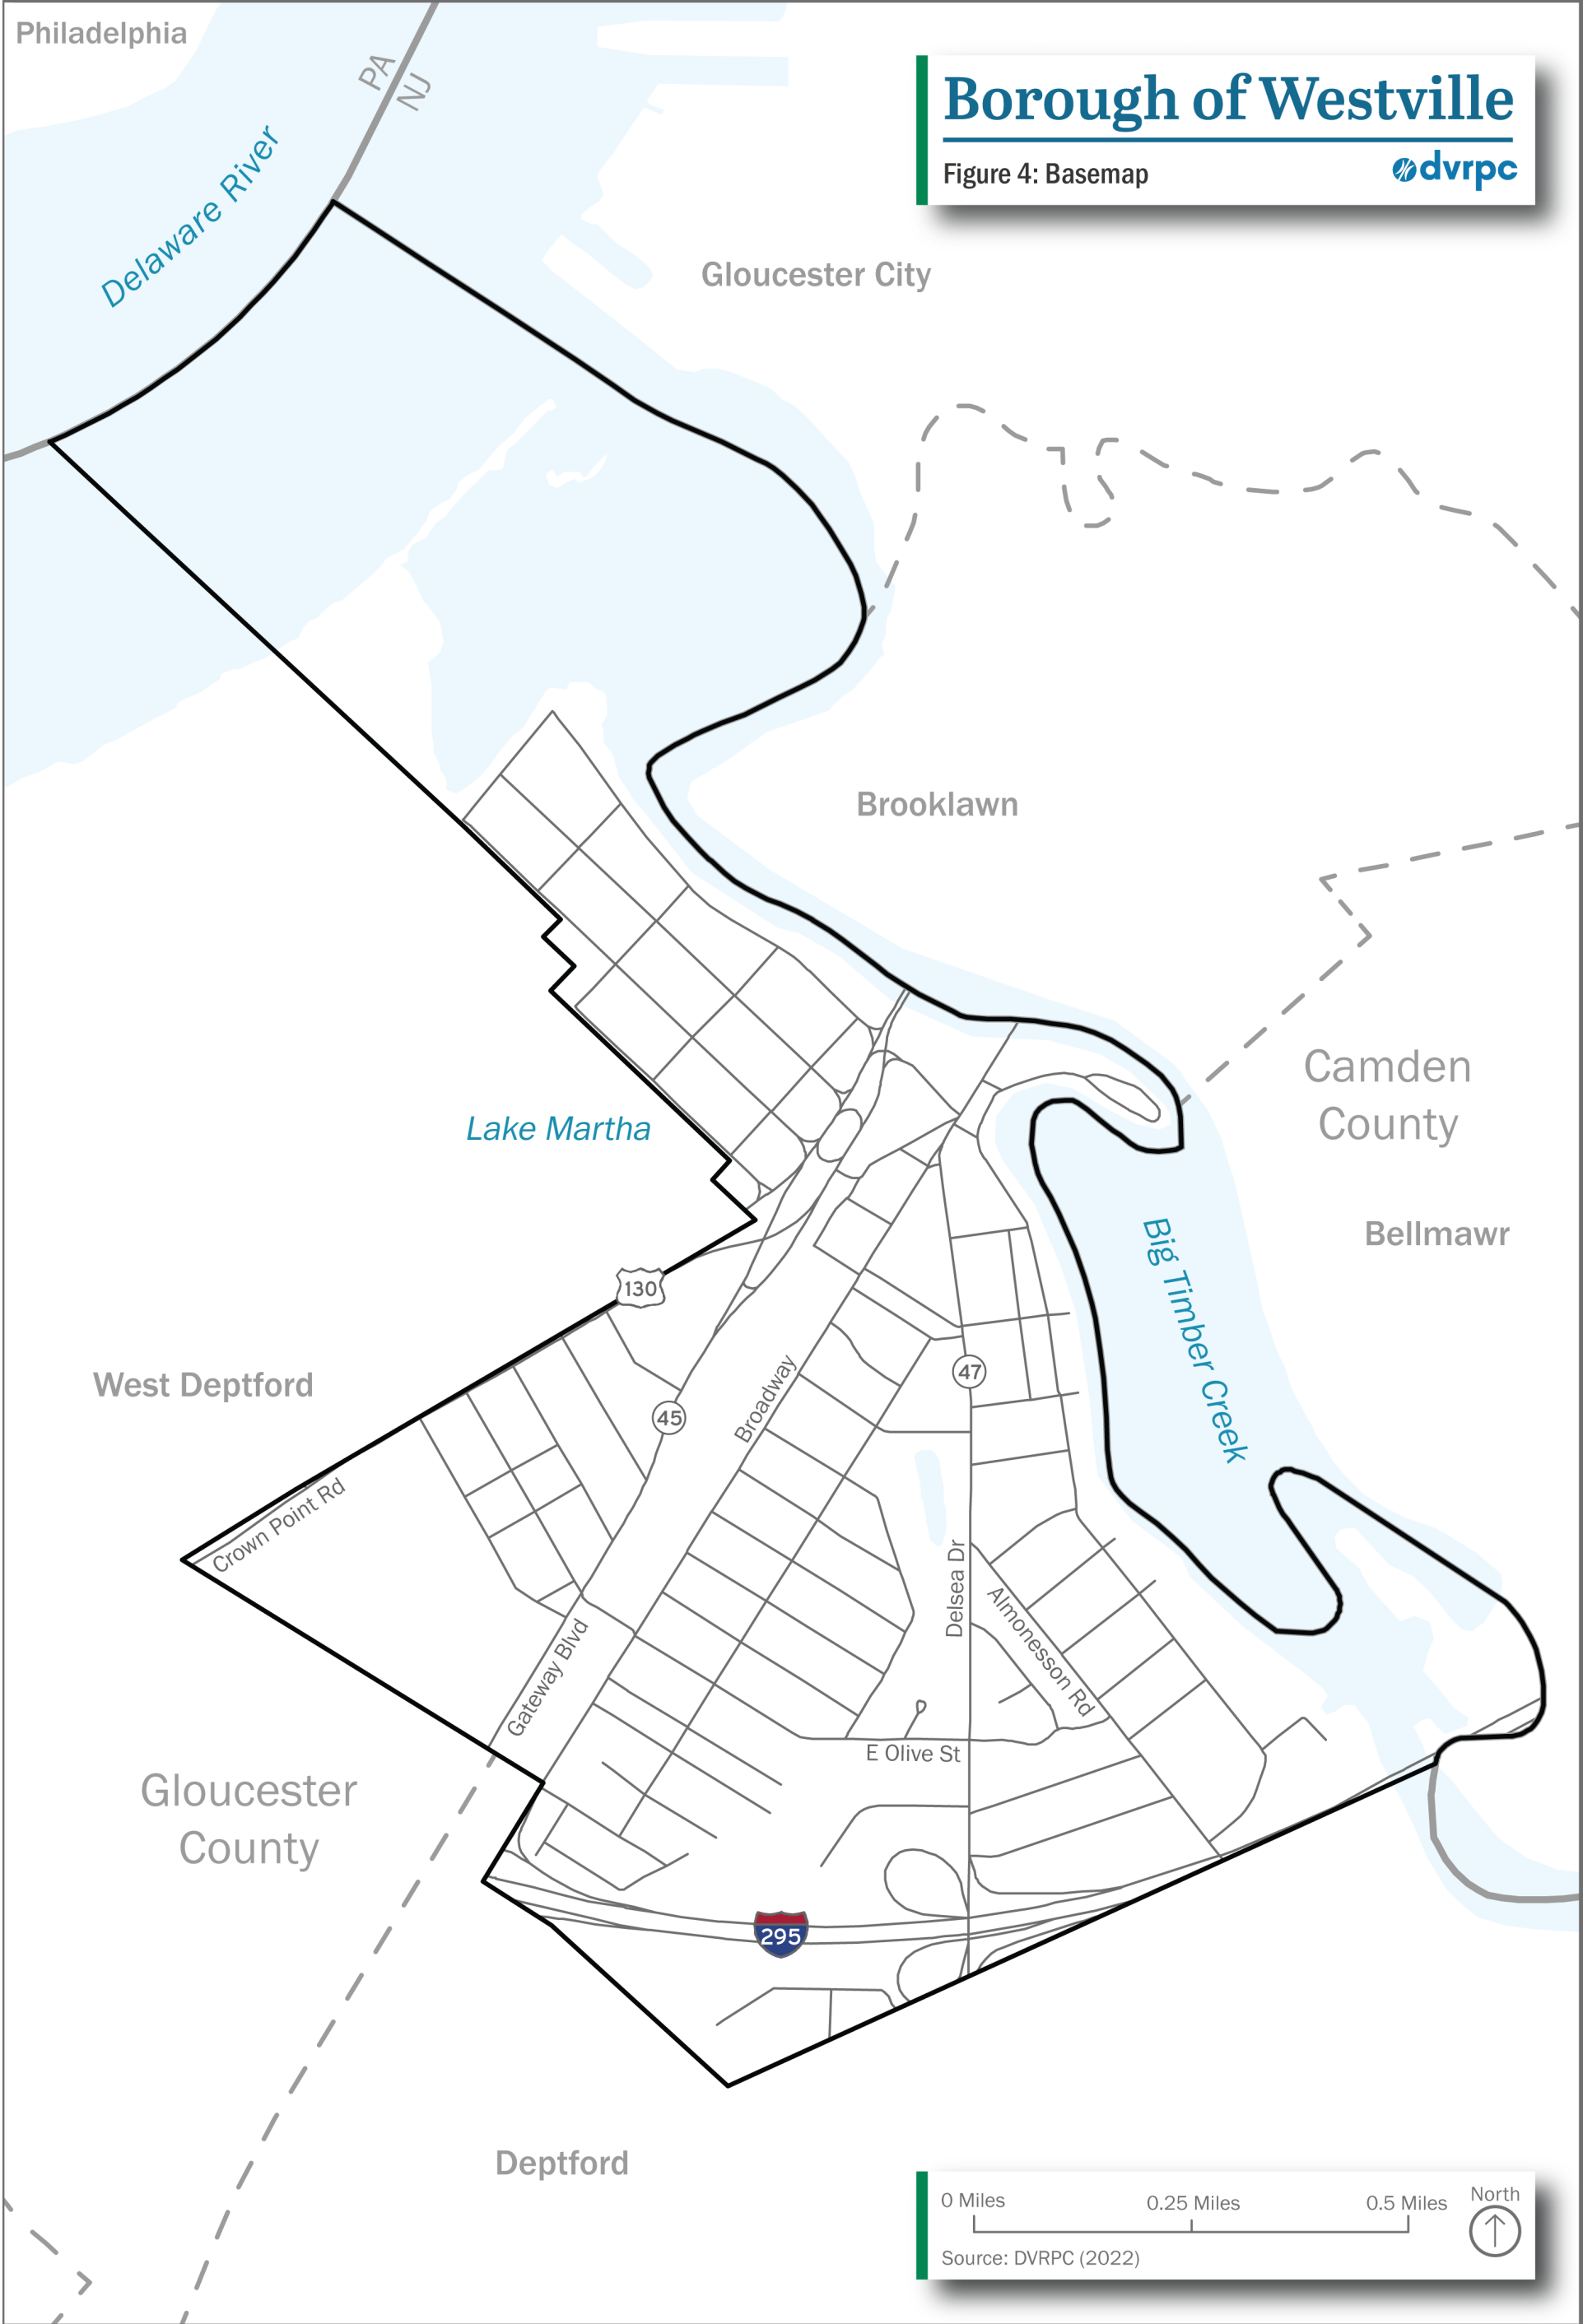 Philadelphia
PA
NJ
Borough of Westville
Figure 4: Basemap
dvrpc
Delaware River
Gloucester City
Brooklawn
Camden
County
Lake Martha
Bellmawr
Big Timber Creek
130
West Deptford
47
45
Broadway
Crown Point Rd
Delsea Dr
Almonesson Rd
Gateway Blvd
E Olive St
Gloucester
County
295
Deptford
0 Miles
0.25 Miles
0.5 Miles
North
Source: DVRPC (2022)